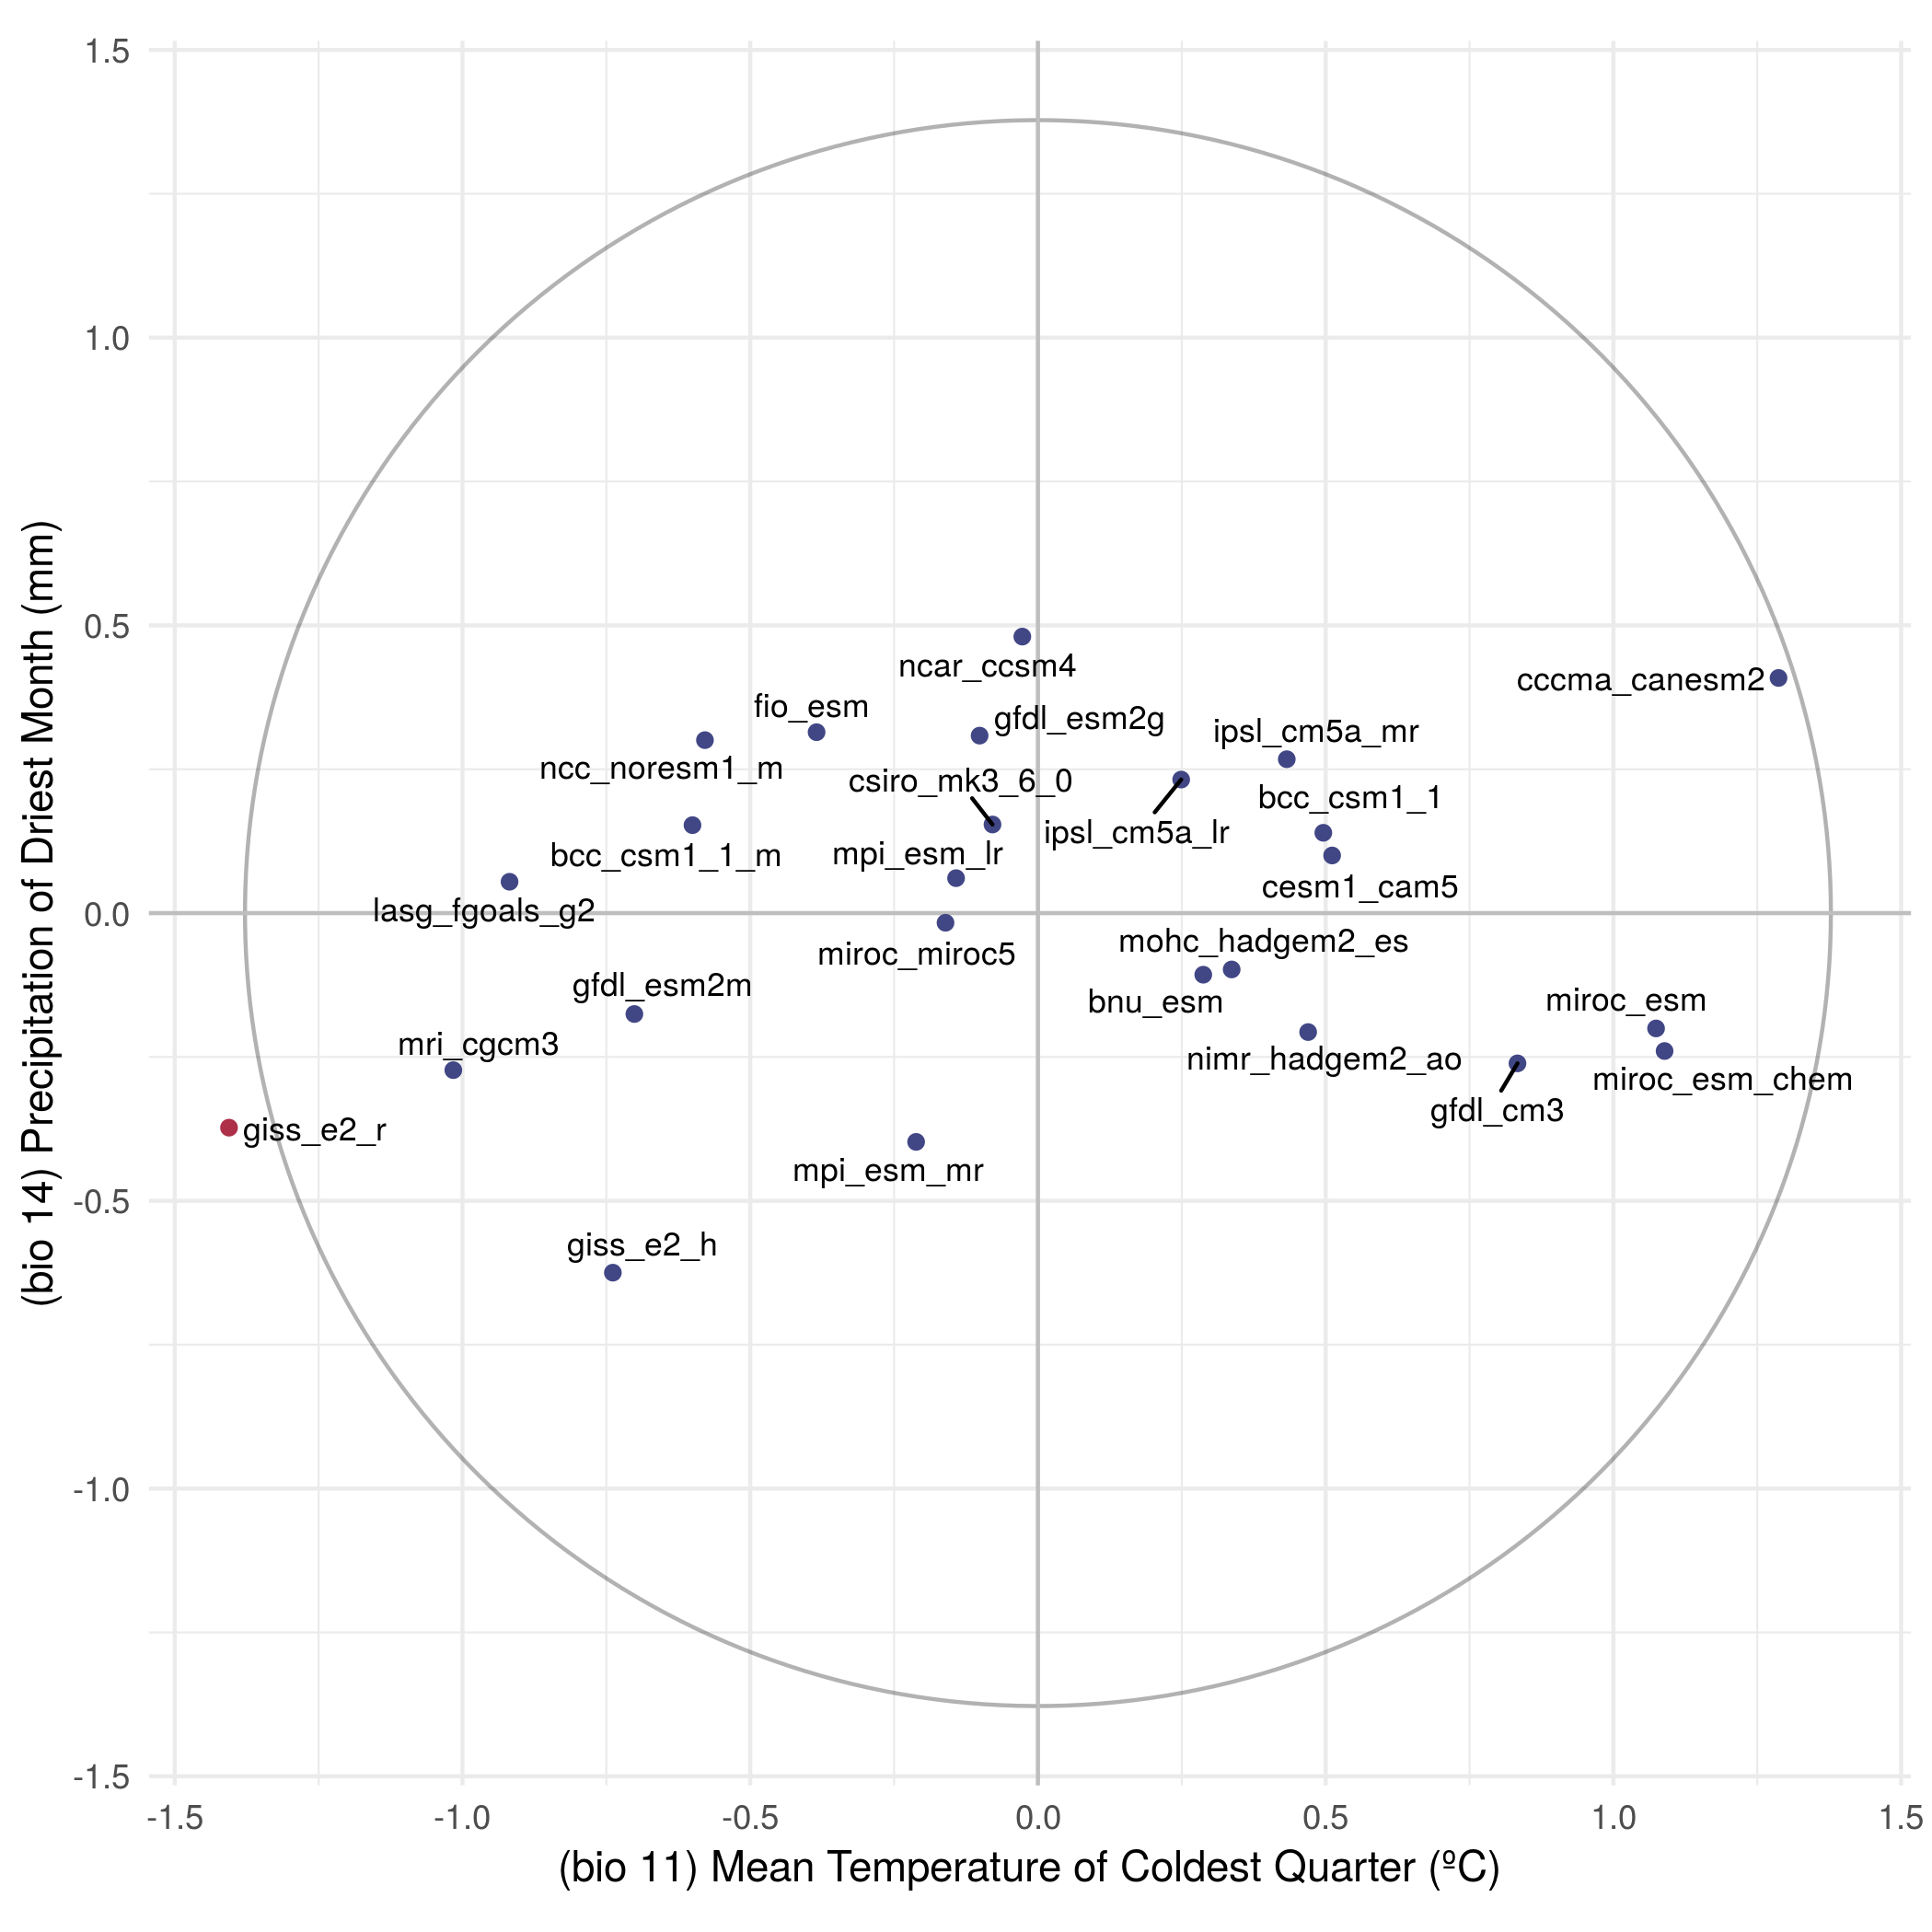 1.5
1.0
0.5
0.0
-0.5
-1.0
-1.5
(bio 14) Precipitation of Driest Month (mm)
ncar_ccsm4
cccma_canesm2
fio_esm
gfdl_esm2g
ipsl_cm5a_mr
ncc_noresm1_m
csiro_mk3_6_0
bcc_csm1_1
ipsl_cm5a_lr
bcc_csm1_1_m
mpi_esm_lr
cesm1_cam5
lasg_fgoals_g2
mohc_hadgem2_es
miroc_miroc5
gfdl_esm2m
bnu_esm
miroc_esm
mri_cgcm3
nimr_hadgem2_ao
miroc_esm_chem
gfdl_cm3
giss_e2_r
mpi_esm_mr
giss_e2_h
-1.5 -1.0 -0.5 0.0 0.5 1.0 1.5
(bio 11) Mean Temperature of Coldest Quarter (ºC)